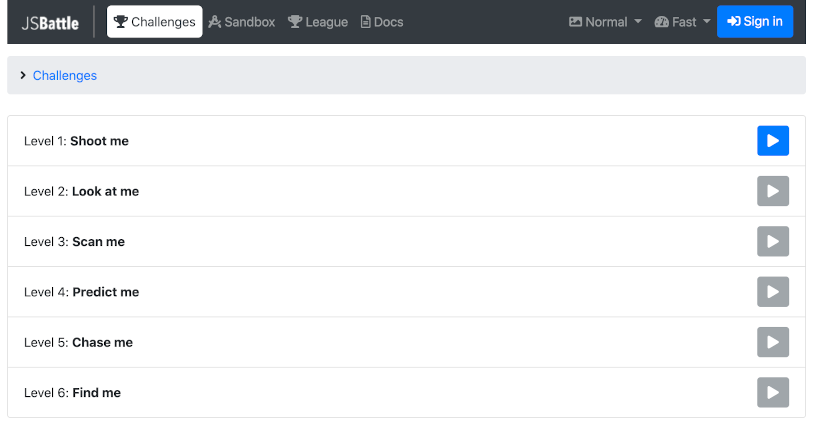 JSBattle Challenges Sandbox League Docs Normal Fast Sign in
Challenges
Level 1: Shoot me
Level 2: Look at me
Level 3: Scan me
Level 4: Predict me
Level 5: Chase me
Level 6: Find me